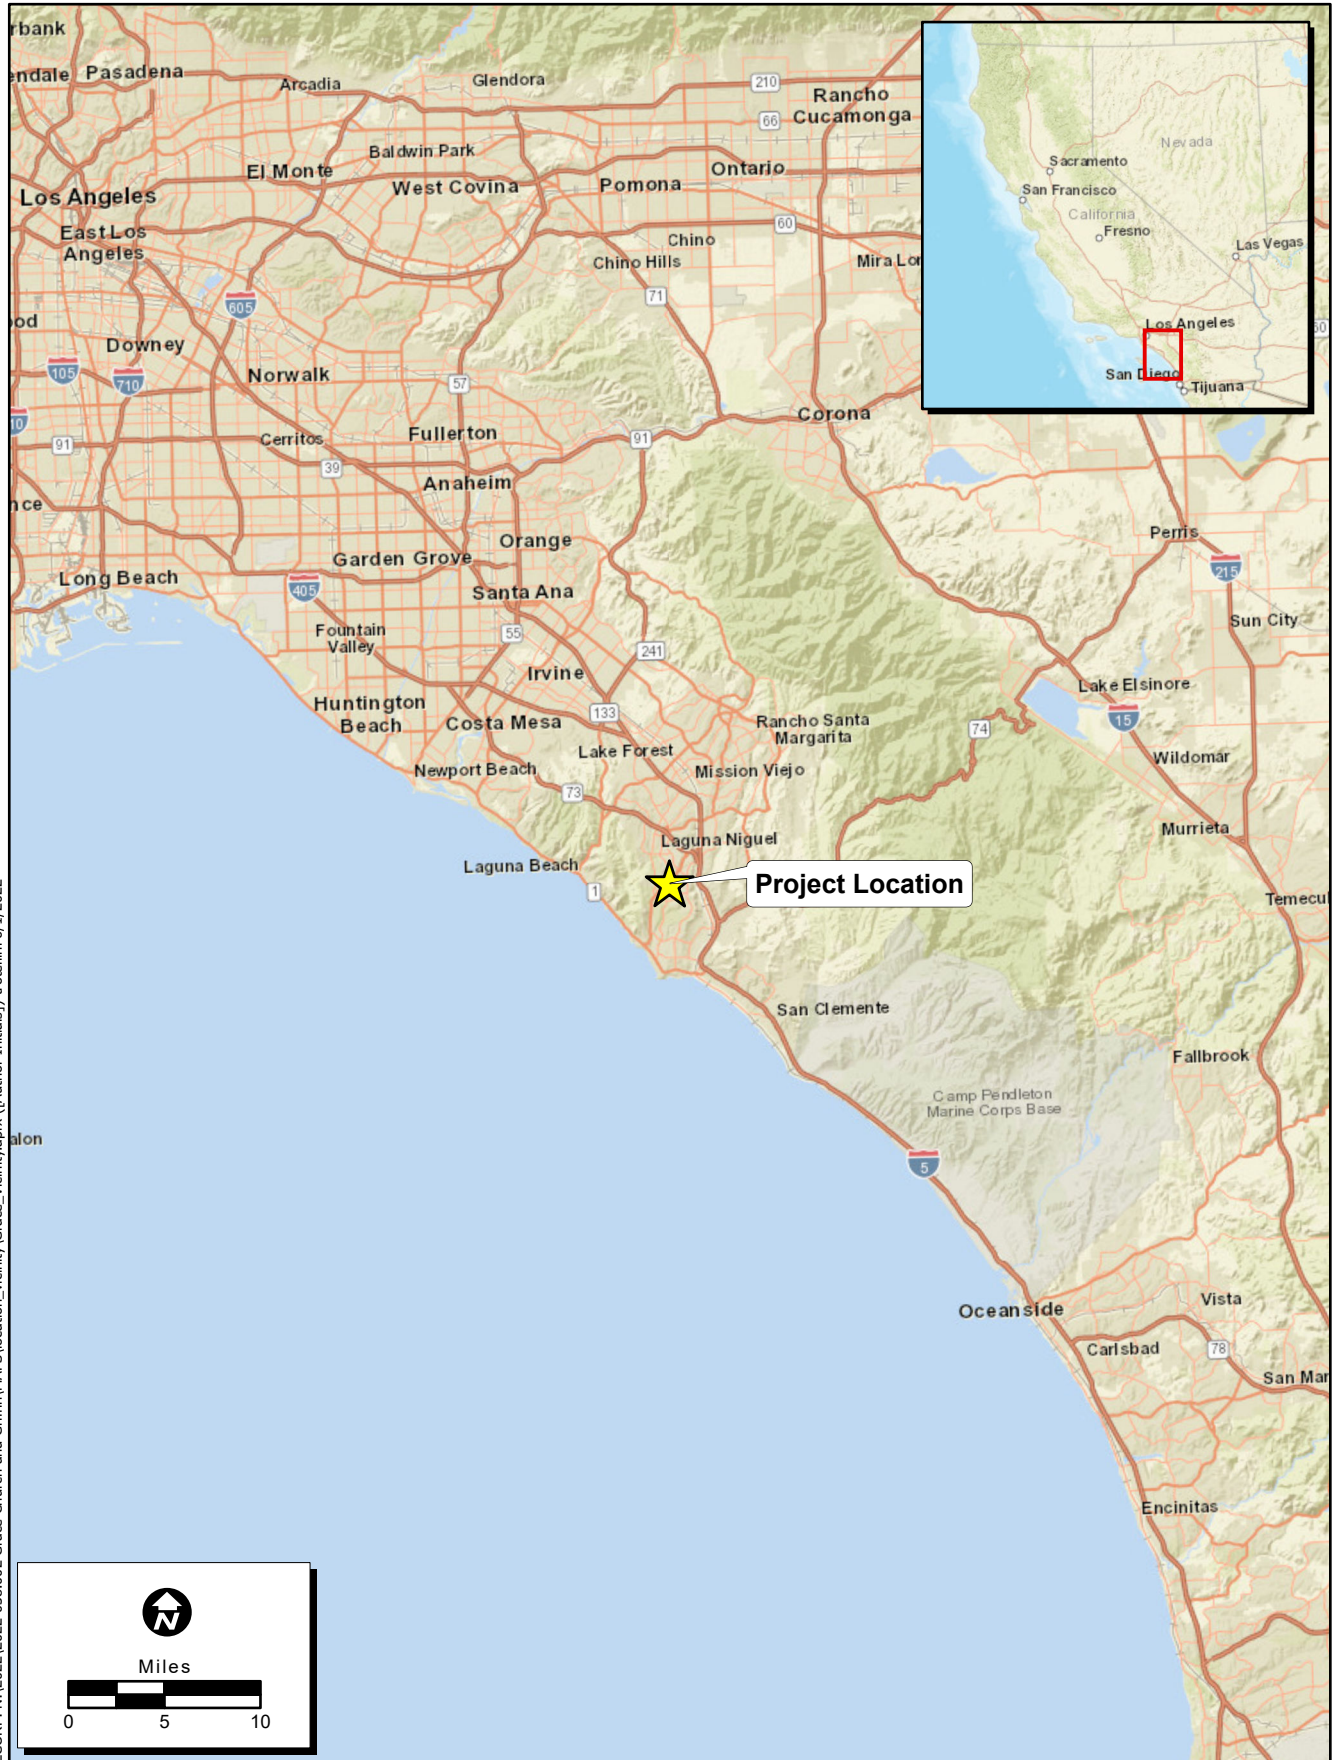 rbank
endale
Pasadena
Arcadia
Glendora
210
Rancho
Cucamonga
66
Baldwin Park
El Monte
West Covina
Pomona
Ontario
Los Angeles
East Los
Angeles
60
Chino
Chino Hills
Mira Lor
71
605
ood
Downey
105
710
Norwalk
57
10
91
Cerritos
Fullerton
91
Corona
39
Anaheim
nce
Orange
Garden Grove
Long Beach
405
Santa Ana
Perris
215
Fountain
Valley
55
241
Sun City
Irvine
Lake Elsinore
Huntington
Beach
Costa Mesa
133
Rancho Santa
Margarita
74
15
Lake Forest
Wildomar
Newport Beach
Mission Viejo
73
Murrieta
Laguna Niguel
Laguna Beach
1
Project Location
Temecul
San Clemente
Fallbrook
Camp Pendleton
Marine Corps Base
alon
5
Oceanside
Vista
Carlsbad
78
San Mar
Encinitas
Nevada
Sacramento
San Francisco
California
Fresno
Las Vegas
Los Angeles
San Diego
Tijuana
60
N
Miles
0 5 10